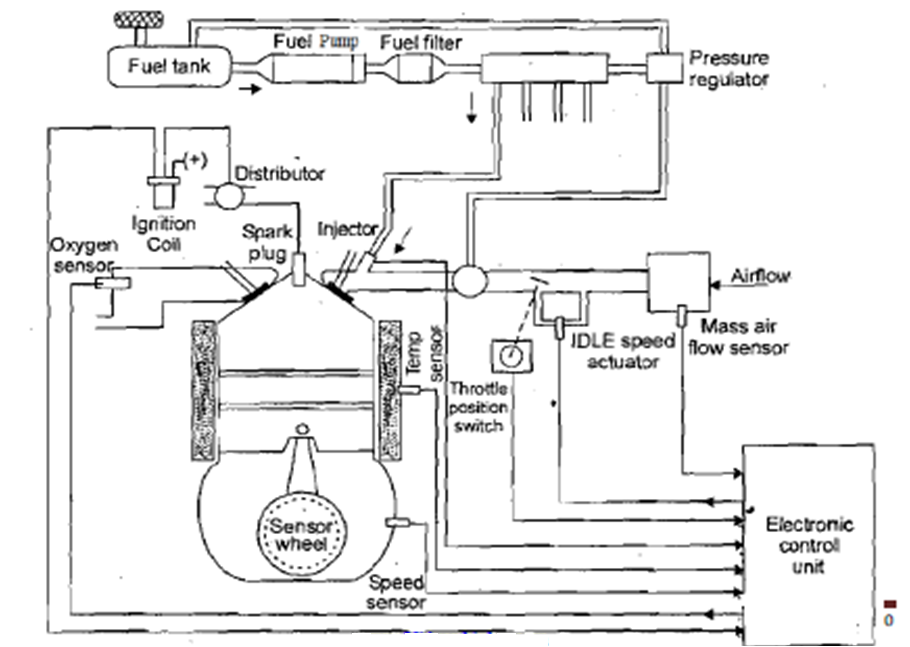 Fuel Pump
Fuel filter
Fuel tank
Pressure
regulator
(+)
Distributor
Ignition
Coil
Spark
plug
Injector
Oxygen
sensor
Airflow
Mass air
flow sensor
IDLE speed
actuator
Temp
sensor
Throttle
position
switch
Sensor
wheel
Speed
sensor
Electronic
control
unit
0